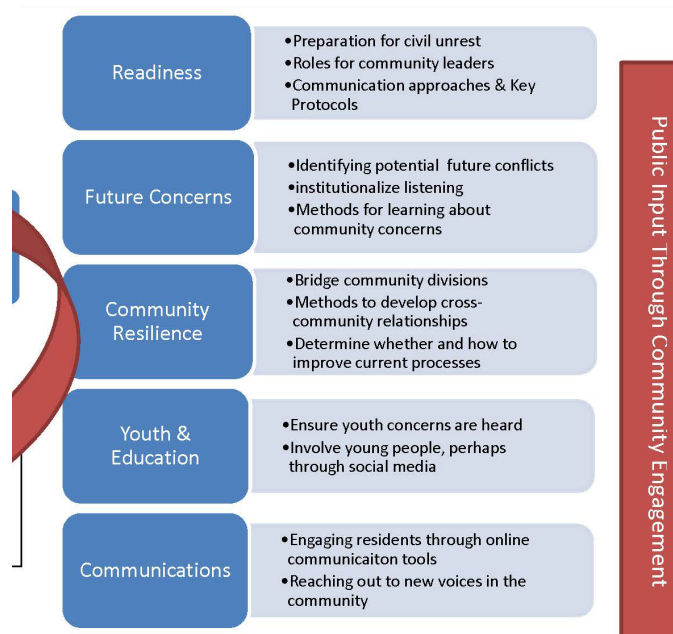 Readiness
•Preparation for civil unrest
•Roles for community leaders
•Communication approaches & Key
Protocols
Future Concerns
•Identifying potential future conflicts
•institutionalize listening
•Methods for learning about
community concerns
Community
Resilience
•Bridge community divisions
•Methods to develop cross-
community relationships
•Determine whether and how to
improve current processes
Youth &
Education
•Ensure youth concerns are heard
•Involve young people, perhaps
through social media
Communications
•Engaging residents through online
communicaiton tools
•Reaching out to new voices in the
community
Public Input Through Community Engagement